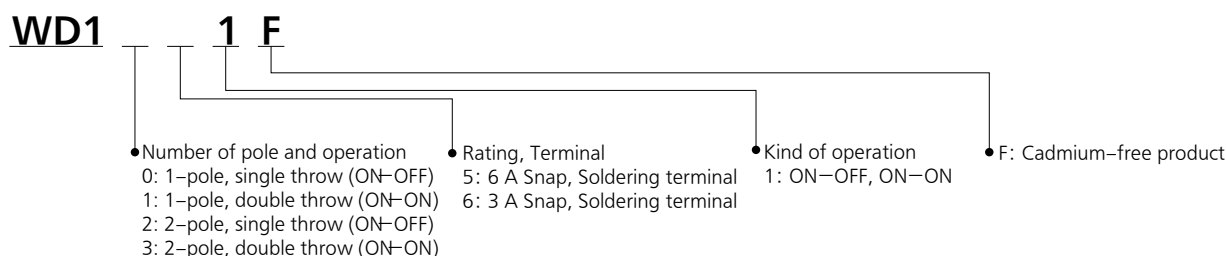 WD1 _ _ 1 F
Number of pole and operation
0: 1–pole, single throw (ON–OFF)
1: 1–pole, double throw (ON–ON)
2: 2–pole, single throw (ON–OFF)
3: 2–pole, double throw (ON–ON)
Rating, Terminal
5: 6 A Snap, Soldering terminal
6: 3 A Snap, Soldering terminal
Kind of operation
1: ON–OFF, ON–ON
F: Cadmium–free product